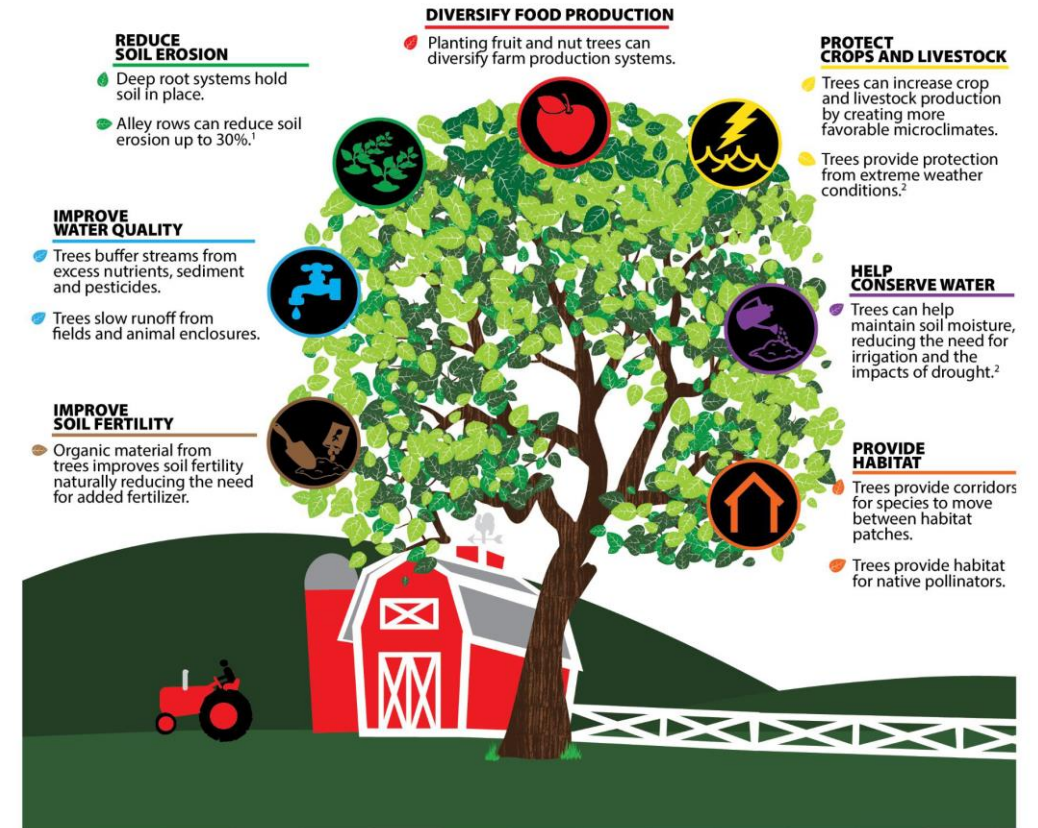 DIVERSIFY FOOD PRODUCTION
Planting fruit and nut trees can
diversify farm production systems.
REDUCE
SOIL EROSION
Deep root systems hold
soil in place.
Alley rows can reduce soil
erosion up to 30%.¹
IMPROVE
WATER QUALITY
Trees buffer streams from
excess nutrients, sediment
and pesticides.
Trees slow runoff from
fields and animal enclosures.
IMPROVE
SOIL FERTILITY
Organic material from
trees improves soil fertility
naturally reducing the need
for added fertilizer.
PROTECT
CROPS AND LIVESTOCK
Trees can increase crop
and livestock production
by creating more
favorable microclimates.
Trees provide protection
from extreme weather
conditions.²
HELP
CONSERVE WATER
Trees can help
maintain soil moisture,
reducing the need for
irrigation and the
impacts of drought.²
PROVIDE
HABITAT
Trees provide corridors
for species to move
between habitat
patches.
Trees provide habitat
for native pollinators.